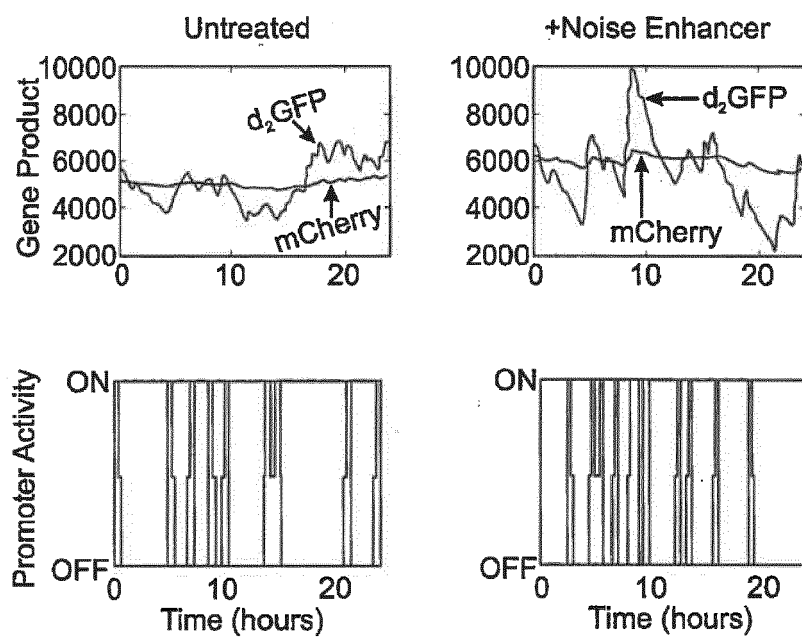 Untreated
+Noise Enhancer
Gene Product
10000
8000
6000
4000
2000
d₂GFP
mCherry
0
10
20
10000
8000
6000
4000
2000
d₂GFP
mCherry
0
10
20
Promoter Activity
ON
OFF
0
10
20
Time (hours)
ON
OFF
0
10
20
Time (hours)